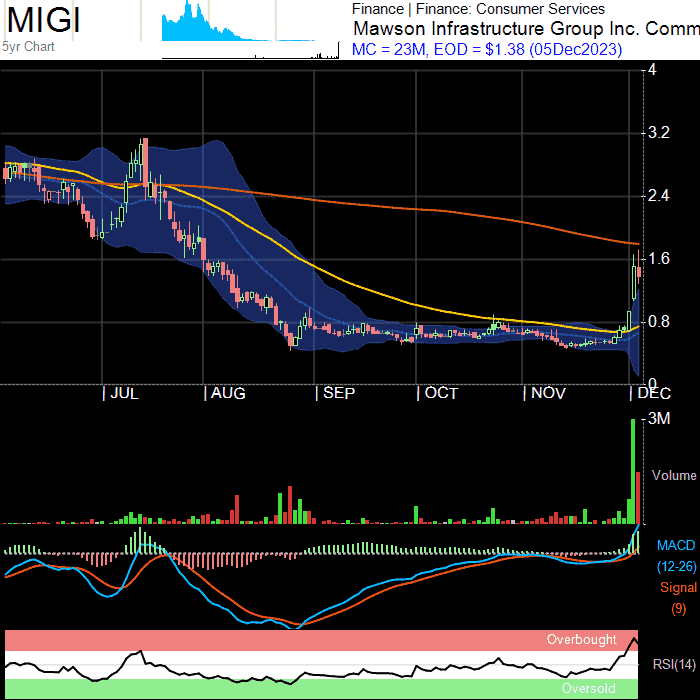 MIGI
5yr Chart
Finance | Finance: Consumer Services
Mawson Infrastructure Group Inc. Comm
MC = 23M, EOD = $1.38 (05Dec2023)
4
3.2
2.4
1.6
0.8
0
| JUL | AUG | SEP | OCT | NOV | DEC
3M
Volume
MACD
(12-26)
Signal
(9)
Overbought
RSI(14)
Oversold